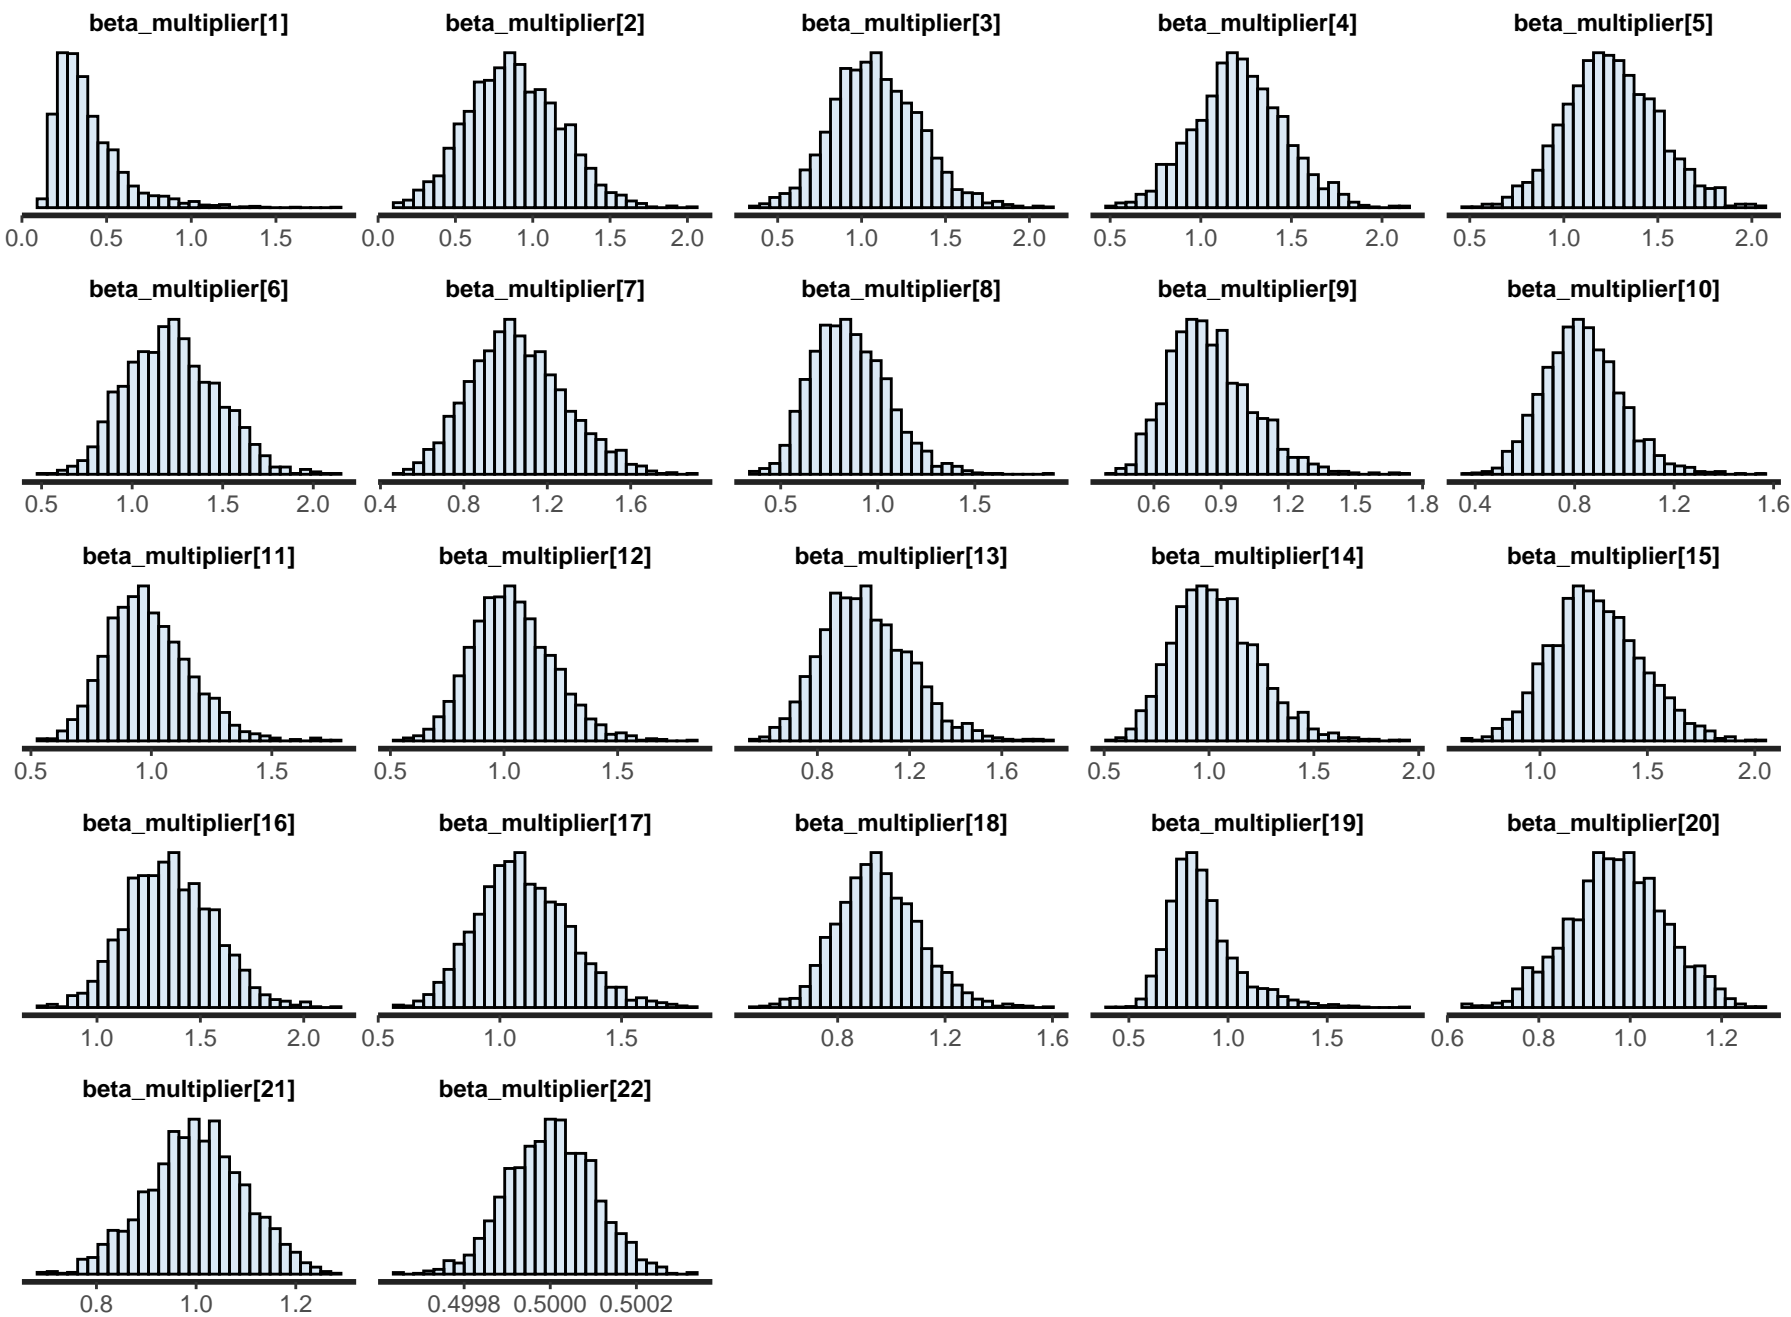 beta_multiplier[1] beta_multiplier[2] beta_multiplier[3] beta_multiplier[4] beta_multiplier[5]
0.0 0.5 1.0 1.5 0.0 0.5 1.0 1.5 2.0 0.5 1.0 1.5 2.0 0.5 1.0 1.5 2.0 0.5 1.0 1.5 2.0
beta_multiplier[6] beta_multiplier[7] beta_multiplier[8] beta_multiplier[9] beta_multiplier[10]
0.5 1.0 1.5 2.0 0.4 0.8 1.2 1.6 0.5 1.0 1.5 0.6 0.9 1.2 1.5 1.8 0.4 0.8 1.2 1.6
beta_multiplier[11] beta_multiplier[12] beta_multiplier[13] beta_multiplier[14] beta_multiplier[15]
0.5 1.0 1.5 0.5 1.0 1.5 0.8 1.2 1.6 0.5 1.0 1.5 2.0 1.0 1.5 2.0
beta_multiplier[16] beta_multiplier[17] beta_multiplier[18] beta_multiplier[19] beta_multiplier[20]
1.0 1.5 2.0 0.5 1.0 1.5 0.8 1.2 1.6 0.5 1.0 1.5 0.6 0.8 1.0 1.2
beta_multiplier[21] beta_multiplier[22]
0.8 1.0 1.2 0.4998 0.5000 0.5002